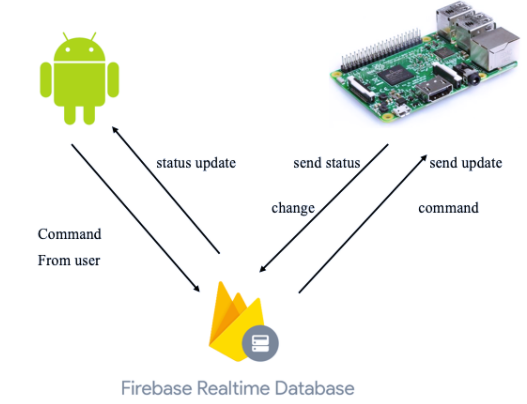 status update
send status
change
send update
command
Command
From user
Firebase Realtime Database